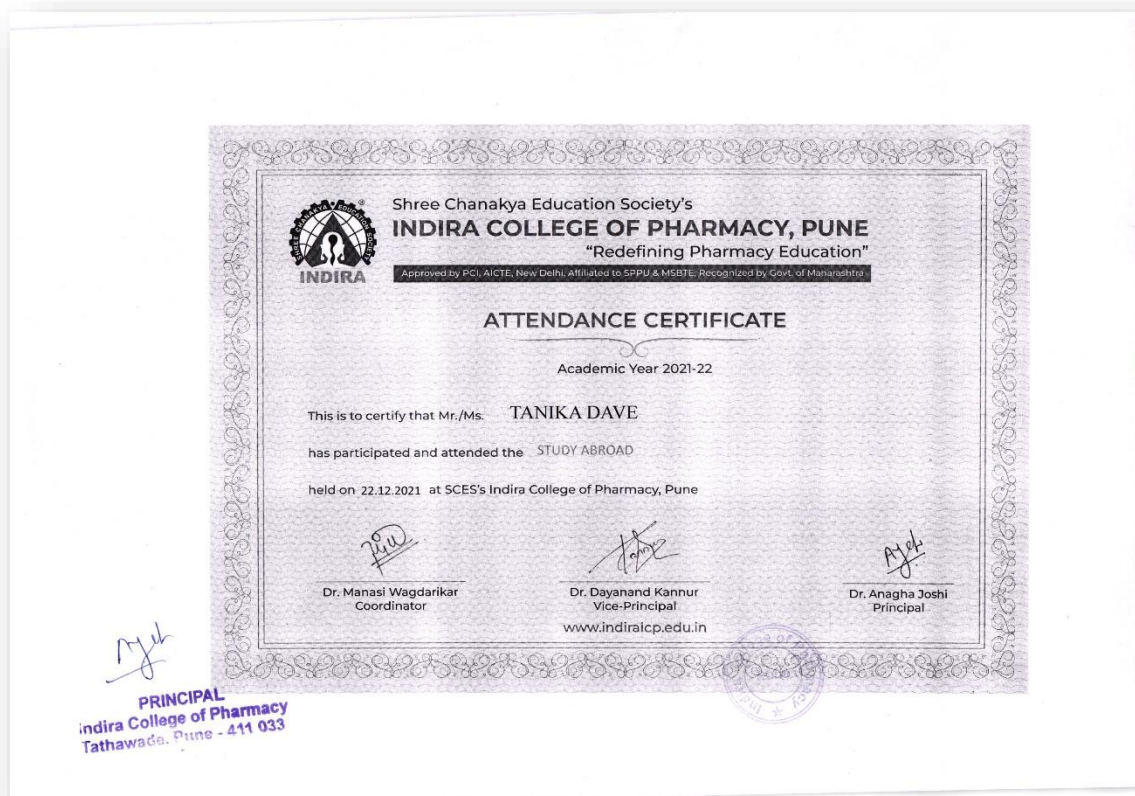 SHREE CHANAKYA EDUCATION SOCIETY
®
INDIRA
Shree Chanakya Education Society's
INDIRA COLLEGE OF PHARMACY, PUNE
"Redefining Pharmacy Education"
Approved by PCI, AICTE, New Delhi, Affiliated to SPPU & MSBTE, Recognized by Govt. of Maharashtra
ATTENDANCE CERTIFICATE
Academic Year 2021-22
This is to certify that Mr./Ms. TANIKA DAVE
has participated and attended the STUDY ABROAD
held on 22.12.2021 at SCES's Indira College of Pharmacy, Pune
Dr. Manasi Wagdarikar
Coordinator
Dr. Dayanand Kannur
Vice-Principal
Dr. Anagha Joshi
Principal
www.indiraicp.edu.in
PRINCIPAL
Indira College of Pharmacy
Tathawade, Pune - 411 033